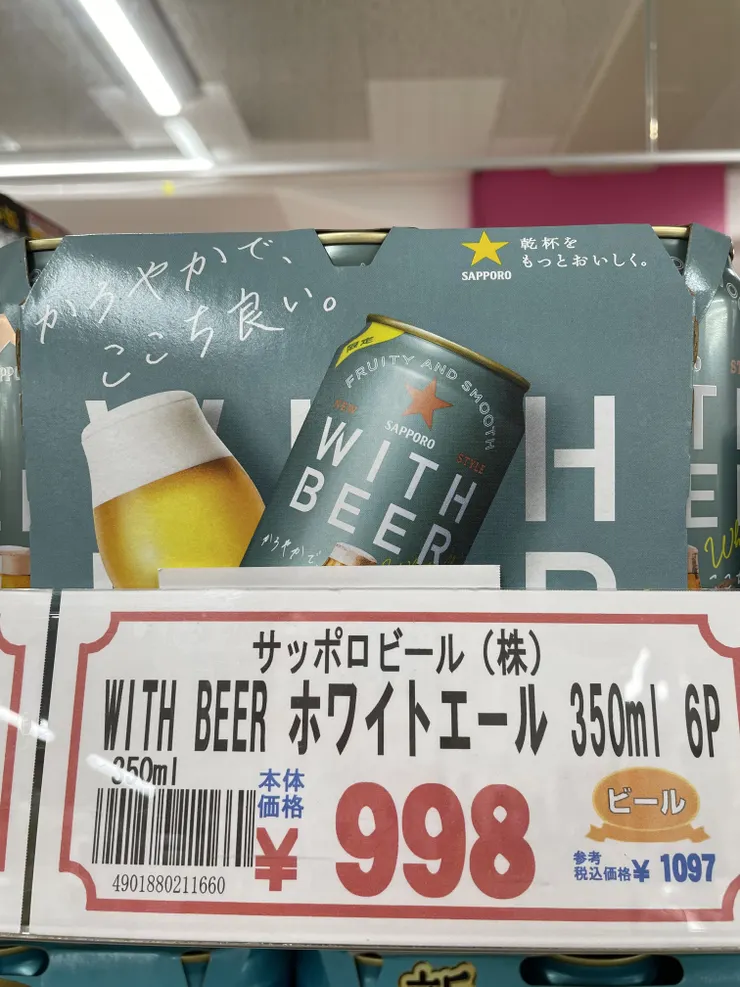 かろやかで、
ここち良い。
SAPPORO
乾杯を
もっとおいしく。
限定
FRUITY AND SMOOTH
NEW
SAPPORO
STYLE
WITH
BEER
かろやかで
H
サッポロビール(株)
WITH BEER ホワイトエール 350ml 6P
350ml
本体
価格
¥998
ビール
参考
税込価格¥1097
4901880211660